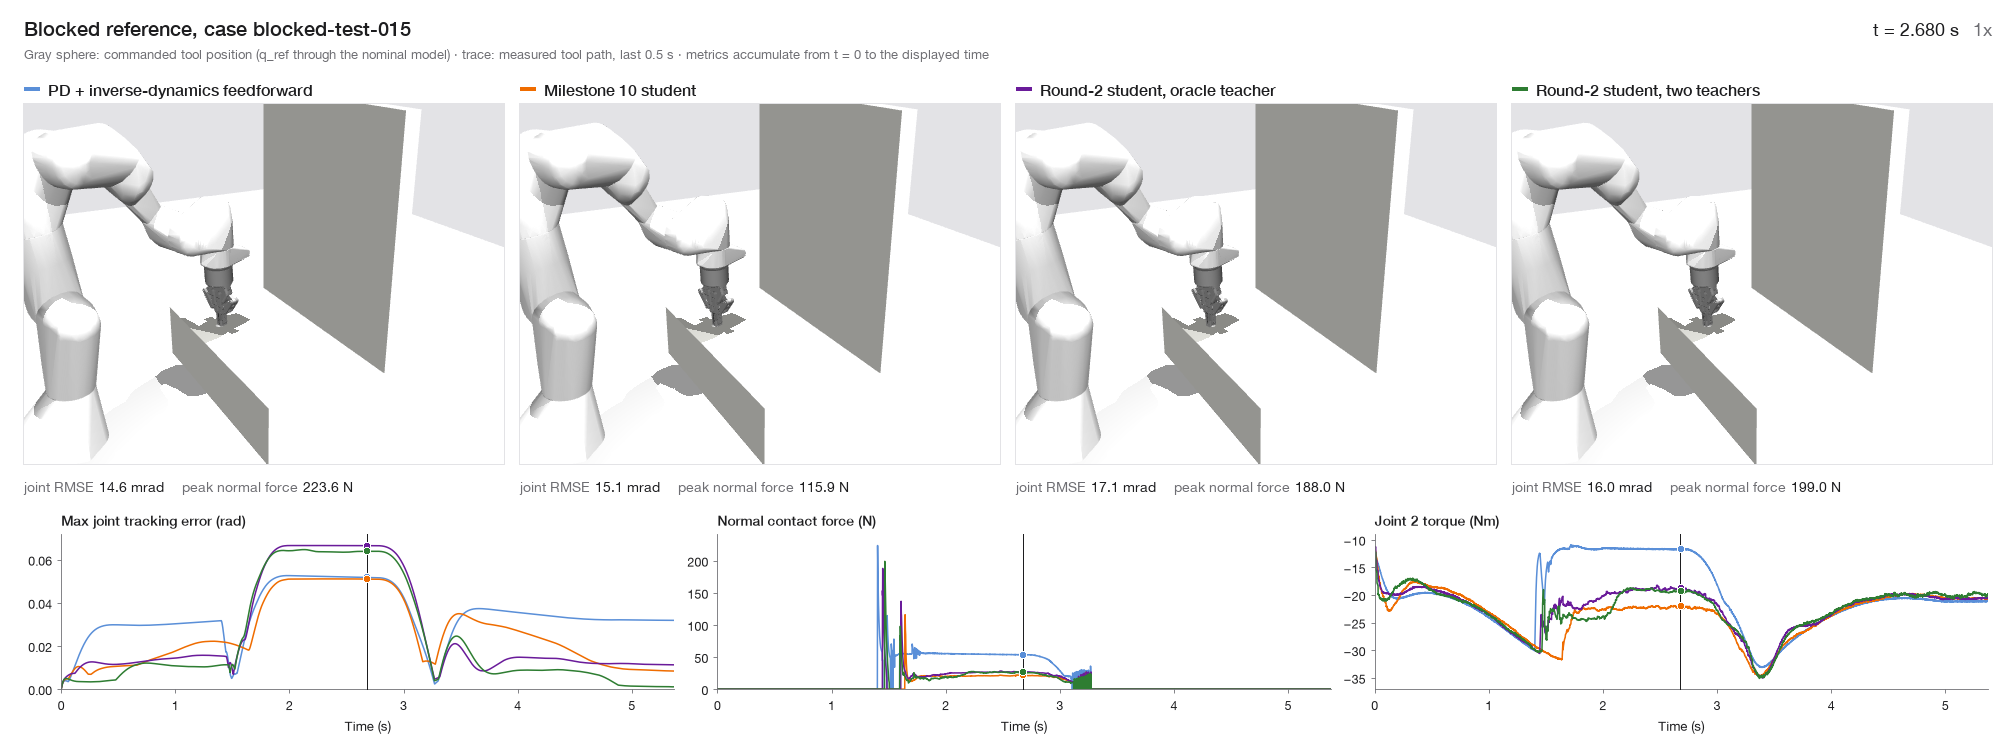 Blocked reference, case blocked-test-015
t = 2.680 s 1x
Gray sphere: commanded tool position (q_ref through the nominal model) · trace: measured tool path, last 0.5 s · metrics accumulate from t = 0 to the displayed time
PD + inverse-dynamics feedforward
Milestone 10 student
Round-2 student, oracle teacher
Round-2 student, two teachers
joint RMSE 14.6 mrad peak normal force 223.6 N
joint RMSE 15.1 mrad peak normal force 115.9 N
joint RMSE 17.1 mrad peak normal force 188.0 N
joint RMSE 16.0 mrad peak normal force 199.0 N
Max joint tracking error (rad)
0.06
0.04
0.02
0.00
0 1 2 3 4 5
Time (s)
Normal contact force (N)
200
150
100
50
0
0 1 2 3 4 5
Time (s)
Joint 2 torque (Nm)
−10
−15
−20
−25
−30
−35
0 1 2 3 4 5
Time (s)